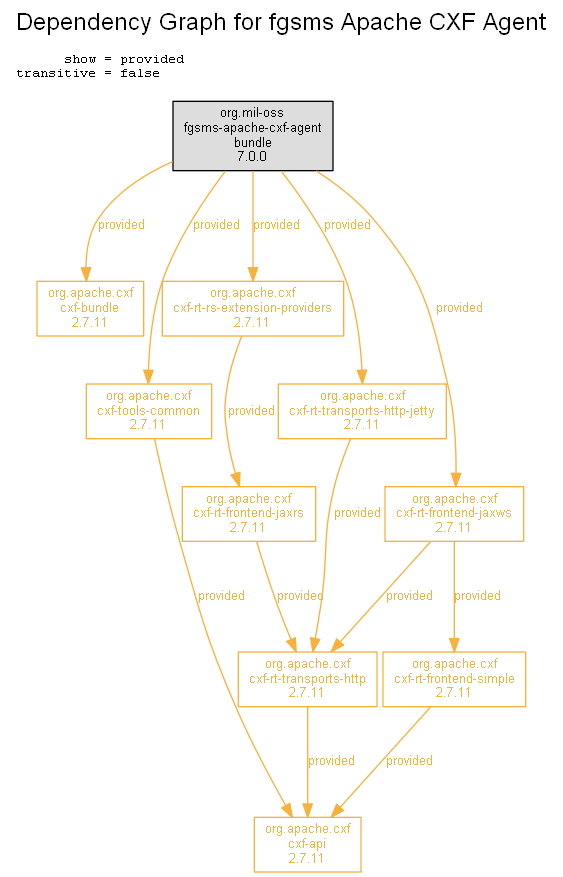 Dependency Graph for fgsms Apache CXF Agent
show = provided
transitive = false
org.mil-oss
fgsms-apache-cxf-agent
bundle
7.0.0
provided
provided
provided
provided
provided
org.apache.cxf
cxf-bundle
2.7.11
org.apache.cxf
cxf-rt-rs-extension-providers
2.7.11
org.apache.cxf
cxf-tools-common
2.7.11
org.apache.cxf
cxf-rt-transports-http-jetty
2.7.11
provided
org.apache.cxf
cxf-rt-frontend-jaxrs
2.7.11
org.apache.cxf
cxf-rt-frontend-jaxws
2.7.11
provided
provided
provided
provided
provided
org.apache.cxf
cxf-rt-transports-http
2.7.11
org.apache.cxf
cxf-rt-frontend-simple
2.7.11
provided
provided
org.apache.cxf
cxf-api
2.7.11